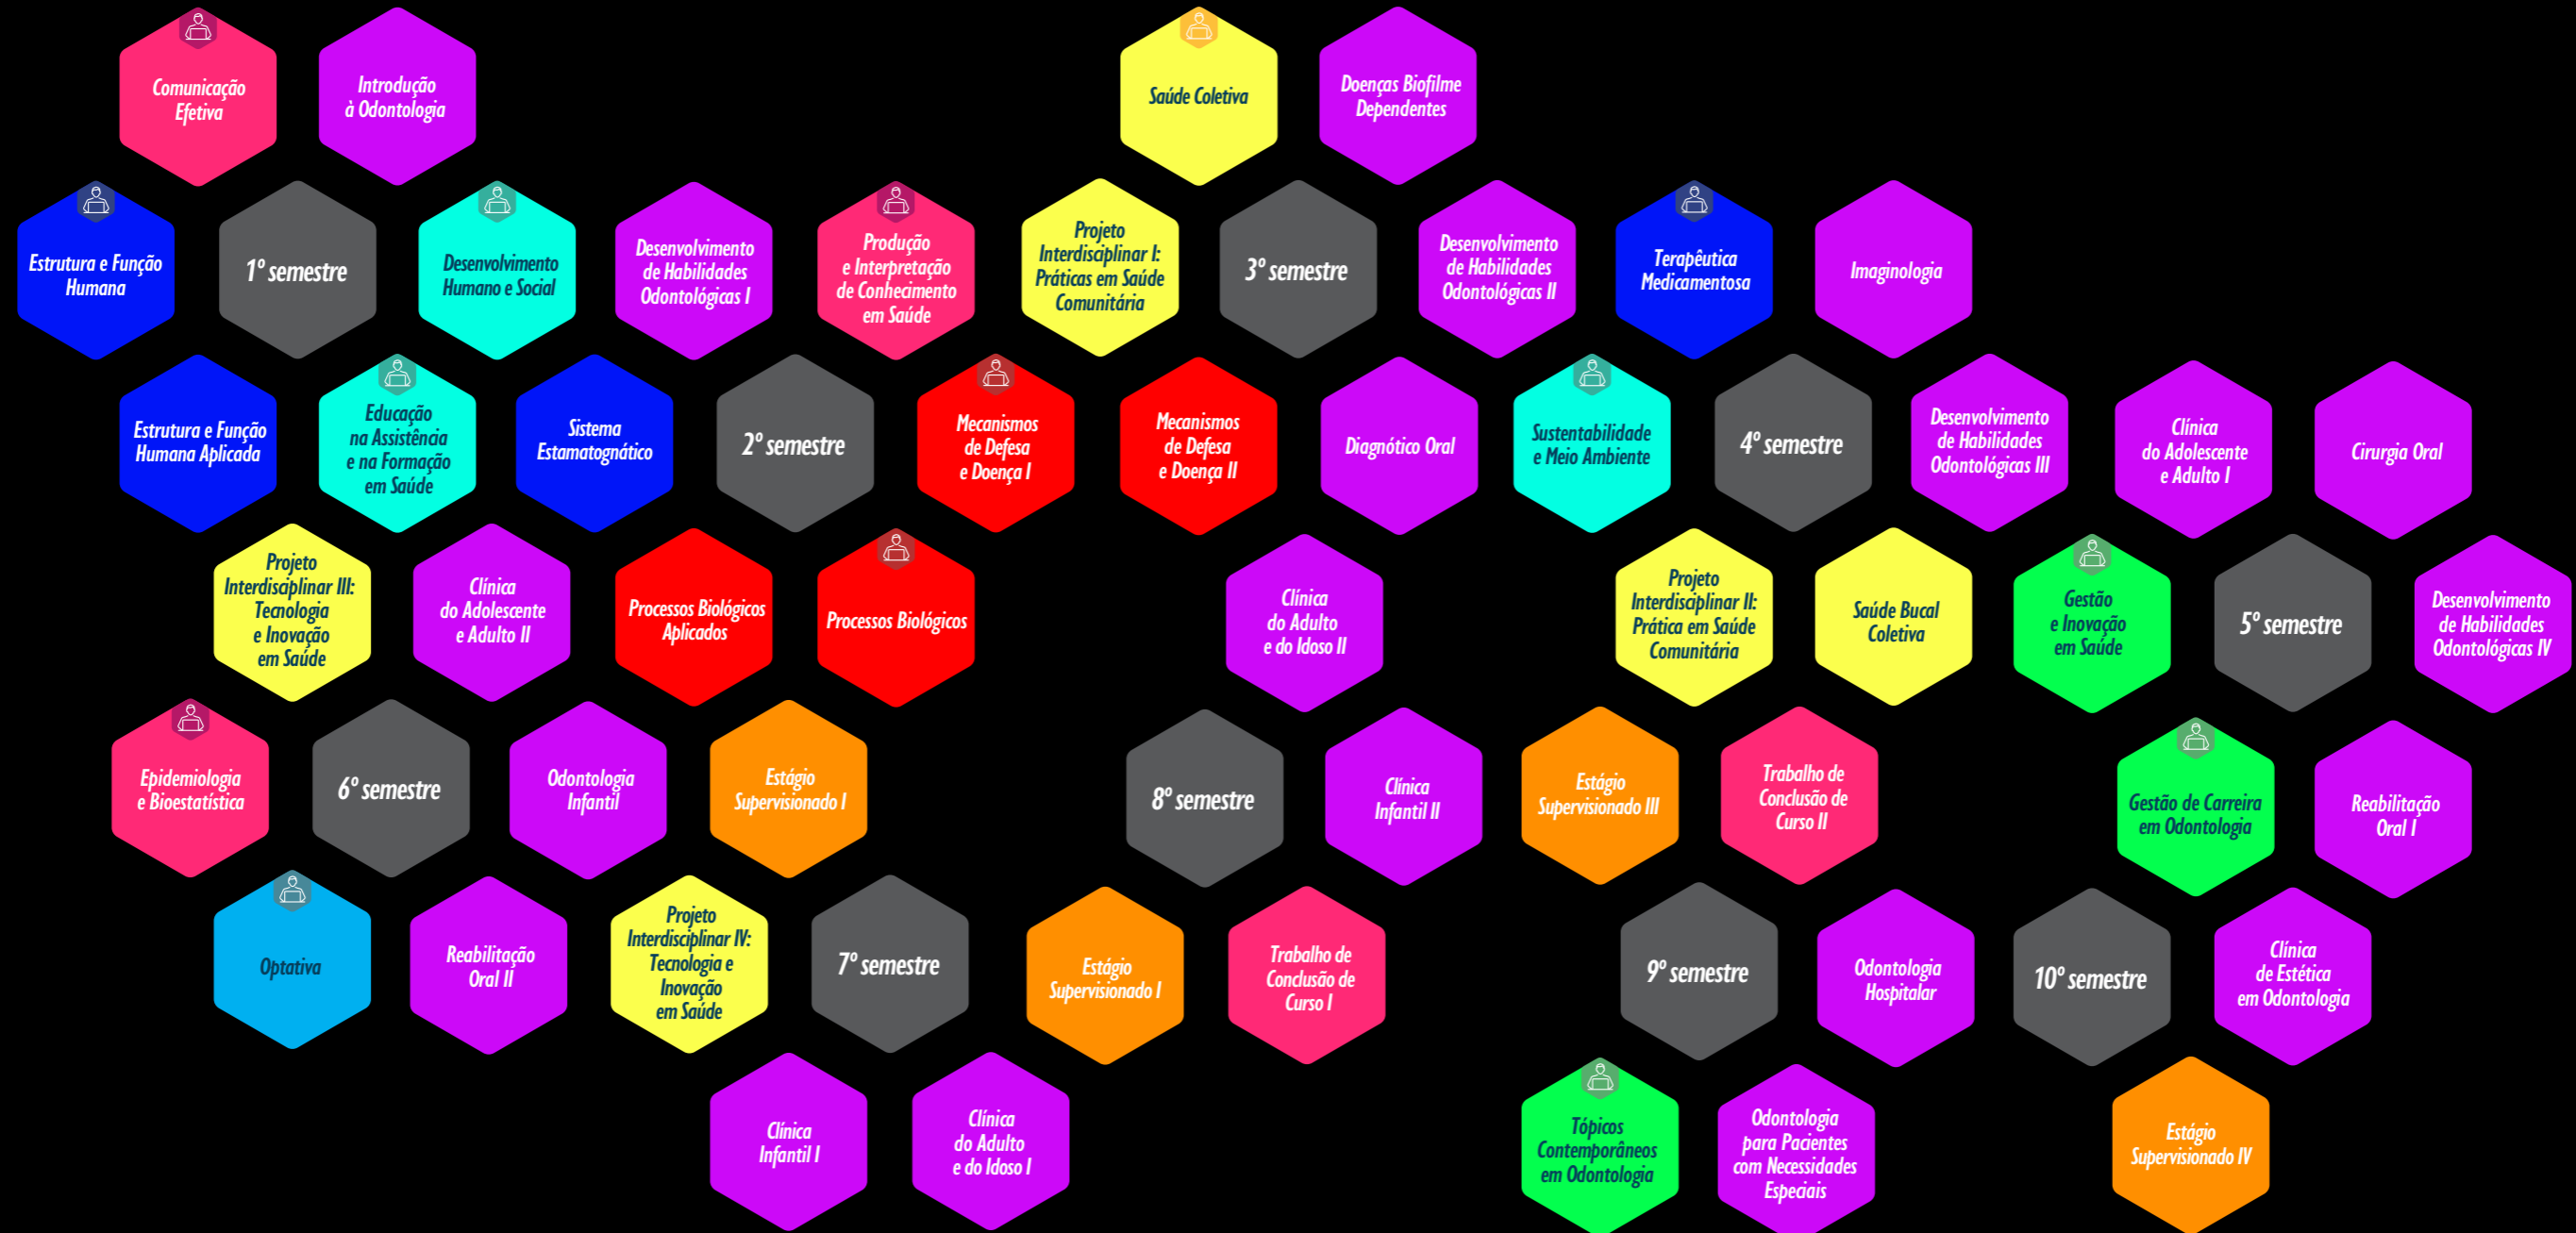 Comunicação
Efetiva
Introdução
à Odontologia
Saúde Coletiva
Doenças Biofilme
Dependentes
Estrutura e Função
Humana
1º semestre
Desenvolvimento
Humano e Social
Desenvolvimento
de Habilidades
Odontológicas I
Produção
e Interpretação
de Conhecimento
em Saúde
Projeto
Interdisciplinar I:
Práticas em Saúde
Comunitária
3º semestre
Desenvolvimento
de Habilidades
Odontológicas II
Terapêutica
Medicamentosa
Imaginologia
Estrutura e Função
Humana Aplicada
Educação
na Assistência
e na Formação
em Saúde
Sistema
Estamatognático
2º semestre
Mecanismos
de Defesa
e Doença I
Mecanismos
de Defesa
e Doença II
Diagnótico Oral
Sustentabilidade
e Meio Ambiente
4º semestre
Desenvolvimento
de Habilidades
Odontológicas III
Clínica
do Adolescente
e Adulto I
Cirurgia Oral
Projeto
Interdisciplinar III:
Tecnologia
e Inovação
em Saúde
Clínica
do Adolescente
e Adulto II
Processos Biológicos
Aplicados
Processos Biológicos
Clínica
do Adulto
e do Idoso II
Projeto
Interdisciplinar II:
Prática em Saúde
Comunitária
Saúde Bucal
Coletiva
Gestão
e Inovação
em Saúde
5º semestre
Desenvolvimento
de Habilidades
Odontológicas IV
Epidemiologia
e Bioestatística
6º semestre
Odontologia
Infantil
Estágio
Supervisionado I
8º semestre
Clínica
Infantil II
Estágio
Supervisionado III
Trabalho de
Conclusão de
Curso II
Gestão de Carreira
em Odontologia
Reabilitação
Oral I
Optativa
Reabilitação
Oral II
Projeto
Interdisciplinar IV:
Tecnologia e
Inovação
em Saúde
7º semestre
Estágio
Supervisionado I
Trabalho de
Conclusão de
Curso I
9º semestre
Odontologia
Hospitalar
10º semestre
Clínica
de Estética
em Odontologia
Clínica
Infantil I
Clínica
do Adulto
e do Idoso I
Tópicos
Contemporâneos
em Odontologia
Odontologia
para Pacientes
com Necessidades
Especiais
Estágio
Supervisionado IV